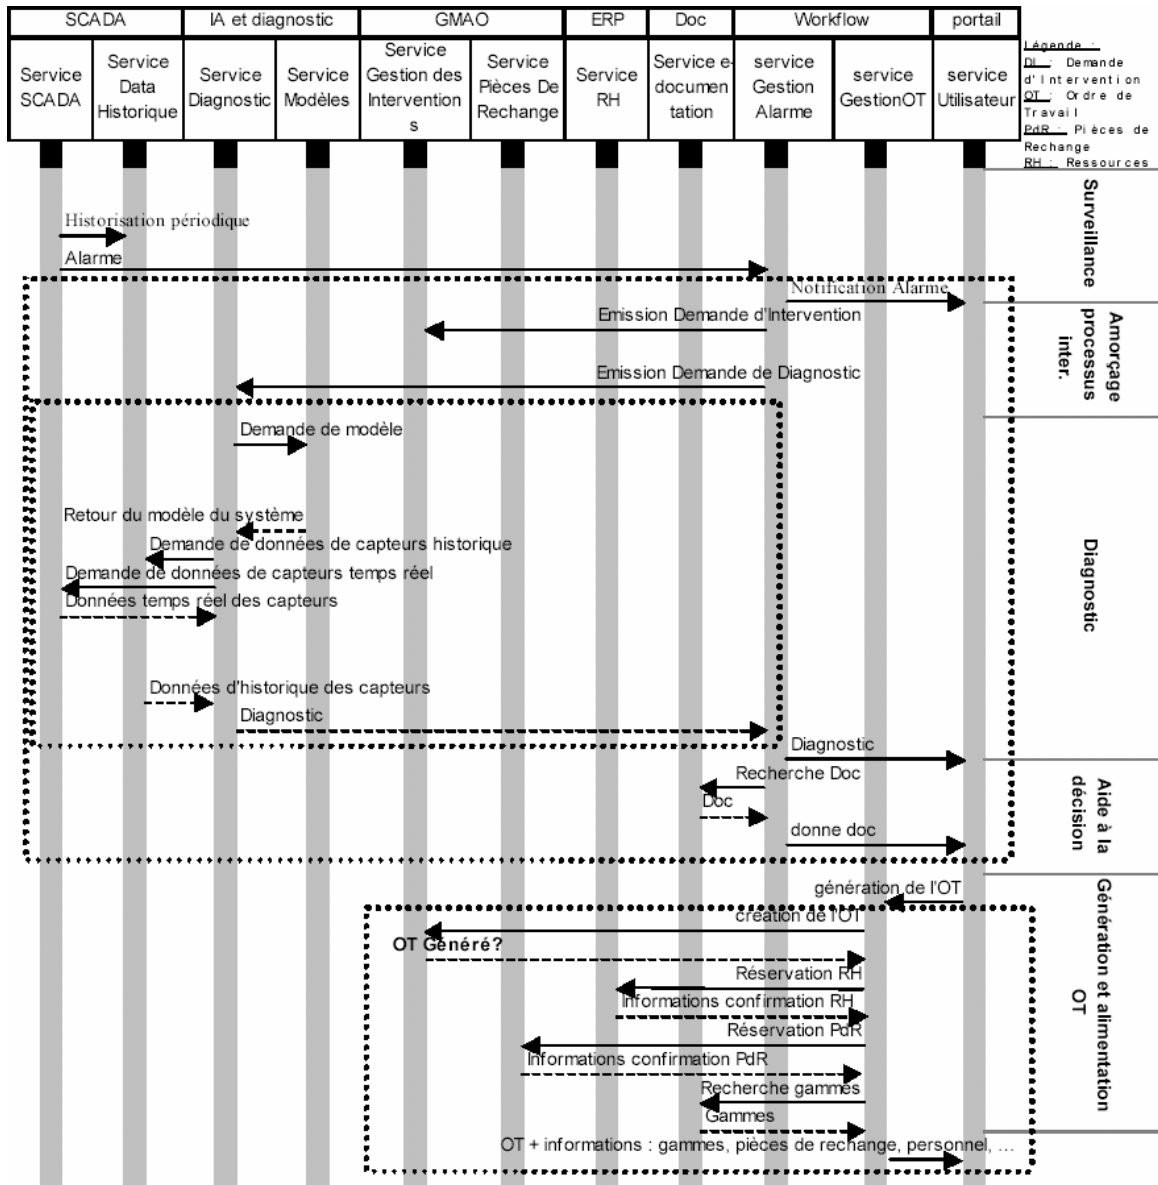 SCADA
IA et diagnostic
GMAO
ERP
Doc
Workflow
portail
Service
SCADA
Service
Data
Historique
Service
Diagnostic
Service
Modèles
Service
Gestion des
Intervention
s
Service
Pièces De
Rechange
Service
RH
Service e-
documen
tation
service
Gestion
Alarme
service
GestionOT
service
Utilisateur
Légende :
DI : Demande
d'Intervention
OT : Ordre de
Travail
PdR : Pièces de
Rechange
RH : Ressources
Surveillance
Historisation périodique
Alarme
Notification Alarme
Amorçage
processus
inter.
Emission Demande d'Intervention
Emission Demande de Diagnostic
Diagnostic
Demande de modèle
Retour du modèle du système
Demande de données de capteurs historique
Demande de données de capteurs temps réel
Données temps réel des capteurs
Données d'historique des capteurs
Diagnostic
Diagnostic
Aide à la
décision
Recherche Doc
Doc
donne doc
Génération et alimentation
OT
génération de l'OT
création de l'OT
OT Généré?
Réservation RH
Informations confirmation RH
Réservation PdR
Informations confirmation PdR
Recherche gammes
Gammes
OT + informations : gammes, pièces de rechange, personnel, ...